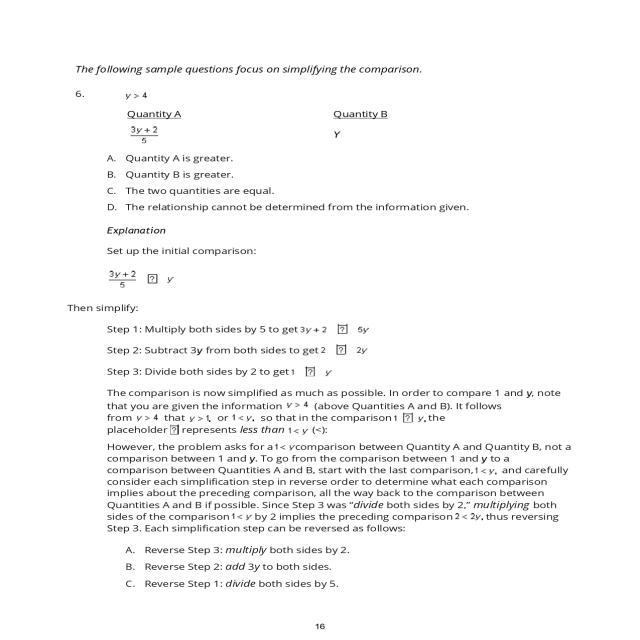 The following sample questions focus on simplifying the comparison.
6. y > 4
Quantity A Quantity B
3y + 2
5
Y
A. Quantity A is greater.
B. Quantity B is greater.
C. The two quantities are equal.
D. The relationship cannot be determined from the information given.
Explanation
Set up the initial comparison:
3y + 2
5
? y
Then simplify:
Step 1: Multiply both sides by 5 to get 3y + 2 ? 5y
Step 2: Subtract 3y from both sides to get 2 ? 2y
Step 3: Divide both sides by 2 to get 1 ? y
The comparison is now simplified as much as possible. In order to compare 1 and y, note
that you are given the information y > 4 (above Quantities A and B). It follows
from y > 4 that y > 1, or 1 < y, so that in the comparison 1 ? y, the
placeholder ? represents less than 1 < y (<):
However, the problem asks for a 1 < y comparison between Quantity A and Quantity B, not a
comparison between 1 and y. To go from the comparison between 1 and y to a
comparison between Quantities A and B, start with the last comparison, 1 < y, and carefully
consider each simplification step in reverse order to determine what each comparison
implies about the preceding comparison, all the way back to the comparison between
Quantities A and B if possible. Since Step 3 was “divide both sides by 2,” multiplying both
sides of the comparison 1 < y by 2 implies the preceding comparison 2 < 2y, thus reversing
Step 3. Each simplification step can be reversed as follows:
A. Reverse Step 3: multiply both sides by 2.
B. Reverse Step 2: add 3y to both sides.
C. Reverse Step 1: divide both sides by 5.
16